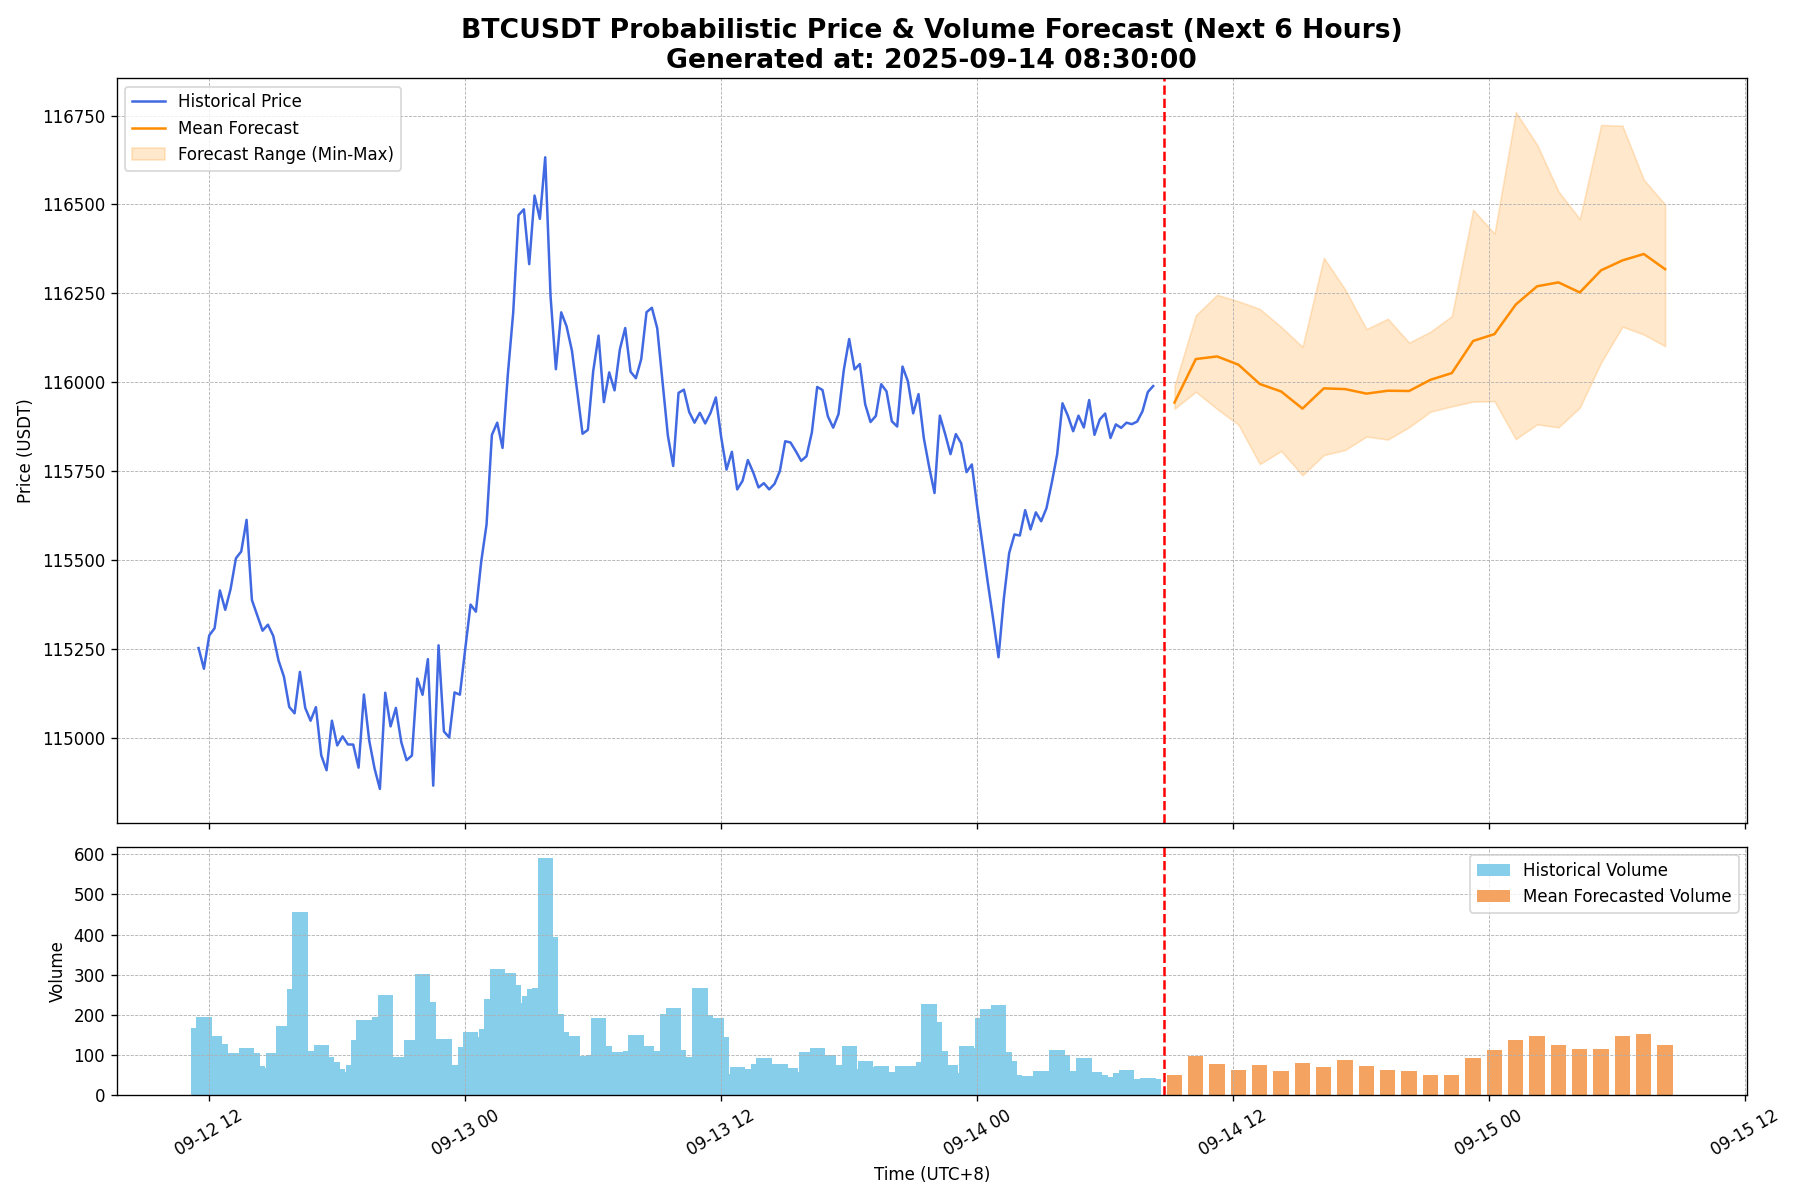 BTCUSDT Probabilistic Price & Volume Forecast (Next 6 Hours)
Generated at: 2025-09-14 08:30:00
Historical Price
Mean Forecast
Forecast Range (Min-Max)
116750
116500
116250
116000
115750
115500
115250
115000
Price (USDT)
Historical Volume
Mean Forecasted Volume
600
500
400
300
200
100
0
Volume
09-12 12
09-13 00
09-13 12
09-14 00
09-14 12
09-15 00
09-15 12
Time (UTC+8)